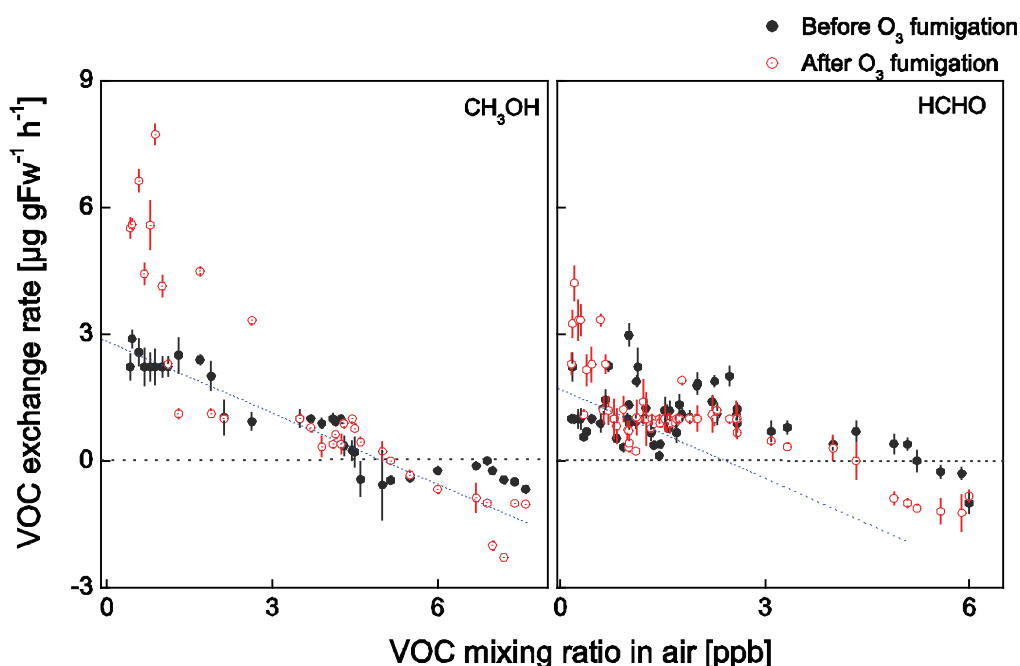 Before O₃ fumigation
After O₃ fumigation
CH₃OH
HCHO
VOC exchange rate [µg gFw⁻¹ h⁻¹]
9
6
3
0
-3
0 3 6
0 3 6
VOC mixing ratio in air [ppb]